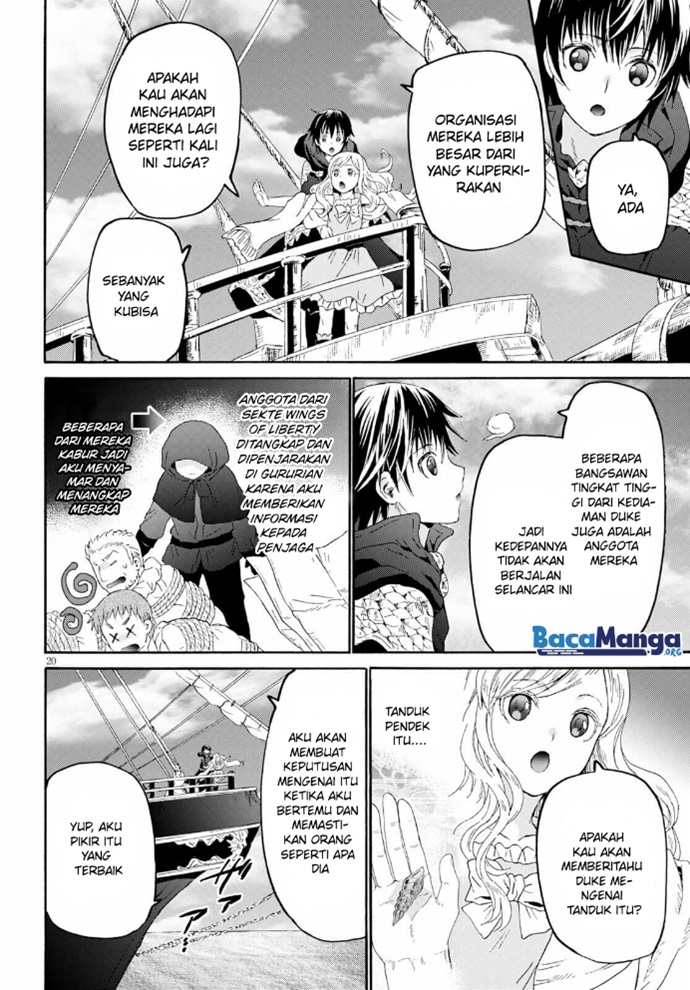 YA,
ADA
ORGANISASI
MEREKA LEBIH
BESAR DARI
YANG KUPERKI-
RAKAN
APAKAH
KAU AKAN
MENGHADAPI
MEREKA LAGI
SEPERTI KALI
INI JUGA?
SEBANYAK
YANG
KUBISA
BEBERAPA
BANGSAWAN
TINGKAT TING-
GI DARI KEDIA-
MAN DUKE
JUGA ADALAH
ANGGOTA
MEREKA
JADI
KEDEPANNYA
TIDAK AKAN
BERJALAN
SELANCAR INI
ANGGOTA DARI
SEKTE WINGS
OF LIBERTY
DITANGKAP DAN
DIPENJARAKAN
DI GURURIAN
KARENA AKU
MEMBERIKAN
INFORMASI
KEPADA
PENJAGA
BEBERAPA
DARI MEREKA
KABUR JADI
AKU MENYA-
MAR DAN
MENANGKAP
MEREKA
BacaManga
.ORG
20
TANDUK
PENDEK
ITU....
APAKAH
KAU AKAN
MEMBERITAHU
DUKE ME-
NGENAI
TANDUK ITU?
AKU AKAN
MEMBUAT
KEPUTUSAN
MENGENAI ITU
KETIKA AKU
BERTEMU DAN
MEMASTI-
KAN ORANG
SEPERTI APA
DIA
YUP, AKU
PIKIR ITU
YANG
TERBAIK